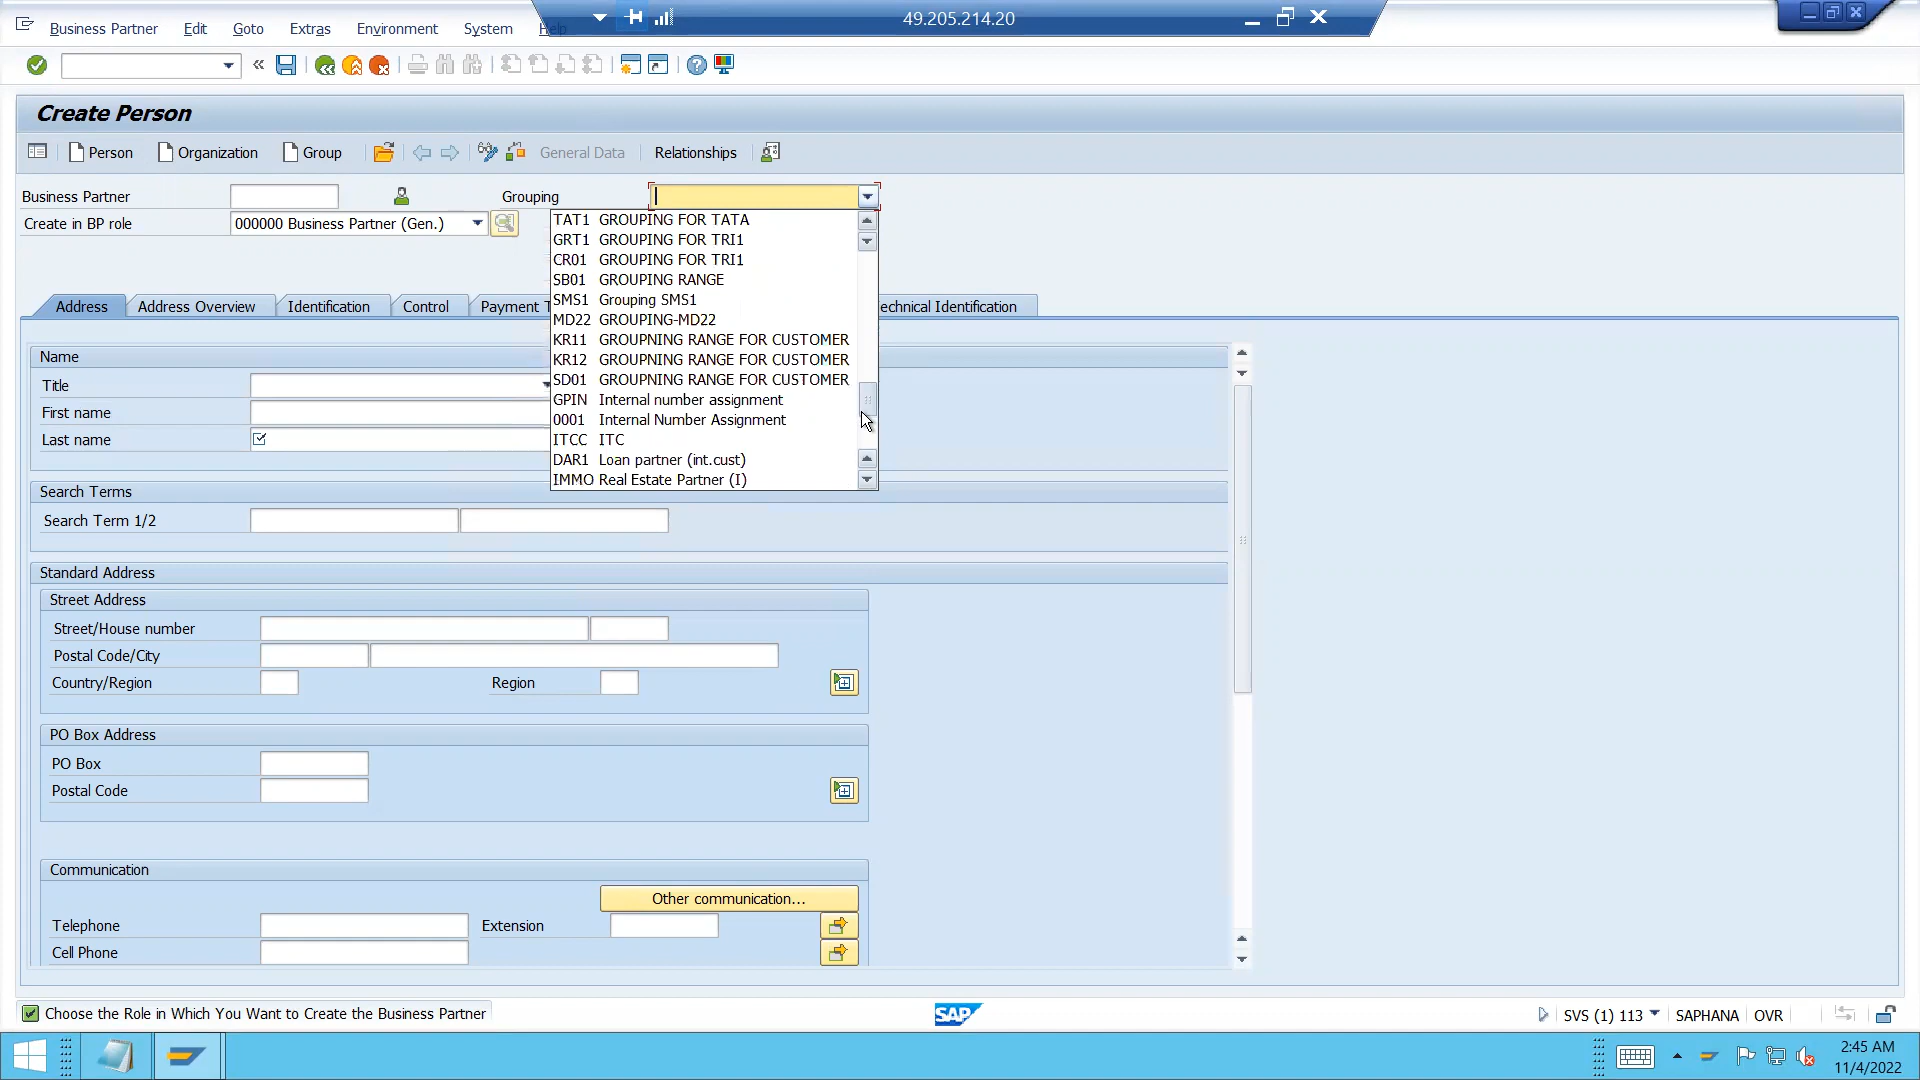 Business Partner Edit Goto Extras Environment System Help
49.205.214.20
Create Person
Person Organization Group General Data Relationships
Business Partner Grouping
Create in BP role 000000 Business Partner (Gen.)
TAT1 GROUPING FOR TATA
GRT1 GROUPING FOR TRI1
CR01 GROUPING FOR TRI1
SB01 GROUPING RANGE
SMS1 Grouping SMS1
MD22 GROUPING-MD22
KR11 GROUPNING RANGE FOR CUSTOMER
KR12 GROUPNING RANGE FOR CUSTOMER
SD01 GROUPNING RANGE FOR CUSTOMER
GPIN Internal number assignment
0001 Internal Number Assignment
ITCC ITC
DAR1 Loan partner (int.cust)
IMMO Real Estate Partner (I)
Address Address Overview Identification Control Payment T echnical Identification
Name
Title
First name
Last name
Search Terms
Search Term 1/2
Standard Address
Street Address
Street/House number
Postal Code/City
Country/Region Region
PO Box Address
PO Box
Postal Code
Communication
Other communication...
Telephone Extension
Cell Phone
Choose the Role in Which You Want to Create the Business Partner
SAP
SVS (1) 113 SAPHANA OVR
2:45 AM
11/4/2022